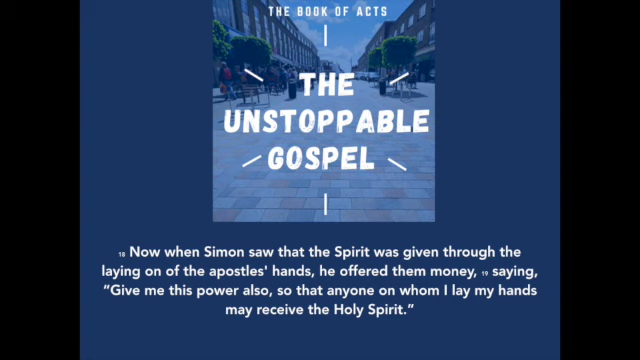 THE BOOK OF ACTS
THE
UNSTOPPABLE
GOSPEL
18 Now when Simon saw that the Spirit was given through the
laying on of the apostles' hands, he offered them money, 19 saying,
“Give me this power also, so that anyone on whom I lay my hands
may receive the Holy Spirit.”